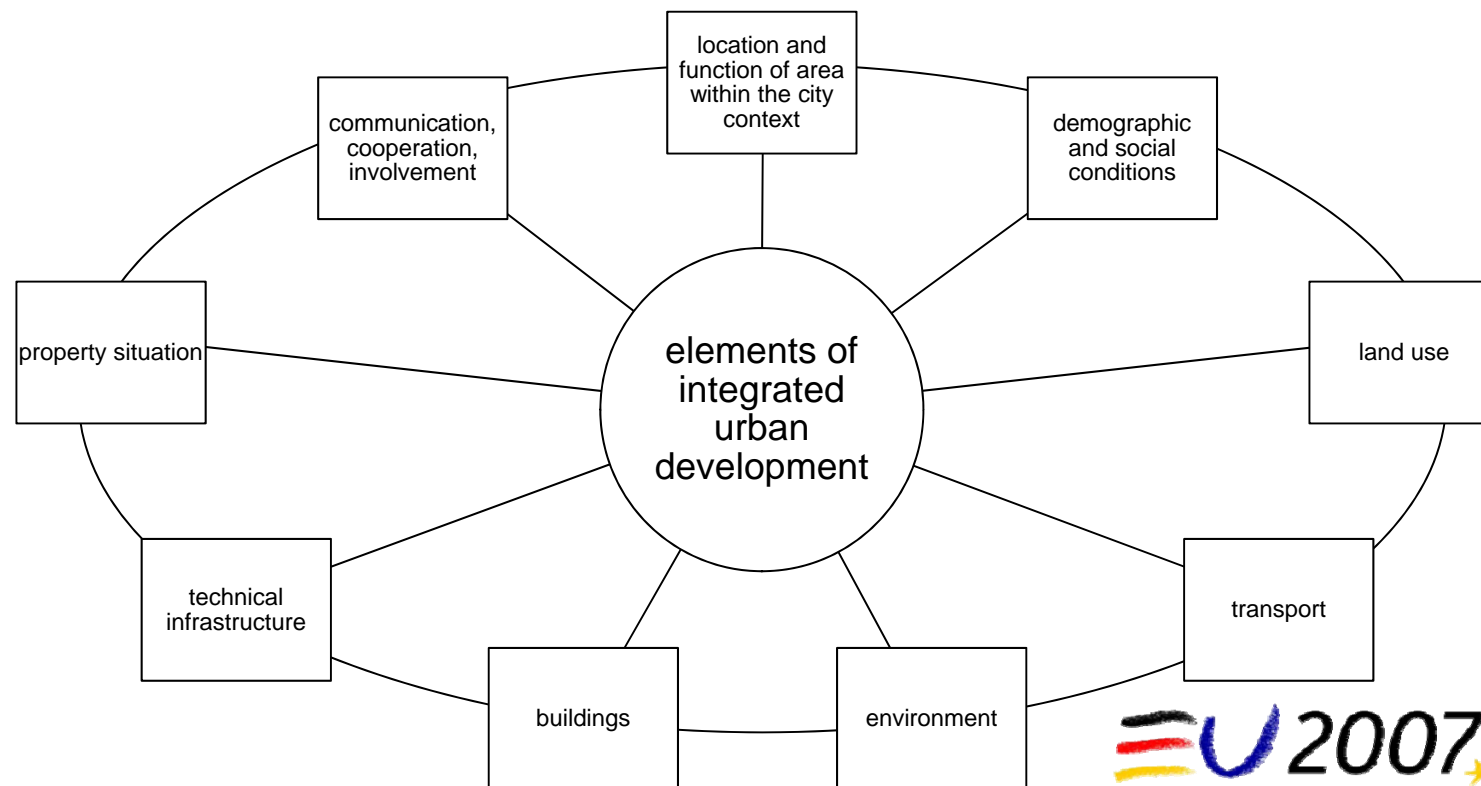 location and
function of area
within the city
context
communication,
cooperation,
involvement
demographic
and social
conditions
property situation
elements of
integrated
urban
development
land use
technical
infrastructure
transport
buildings
environment
EU 2007